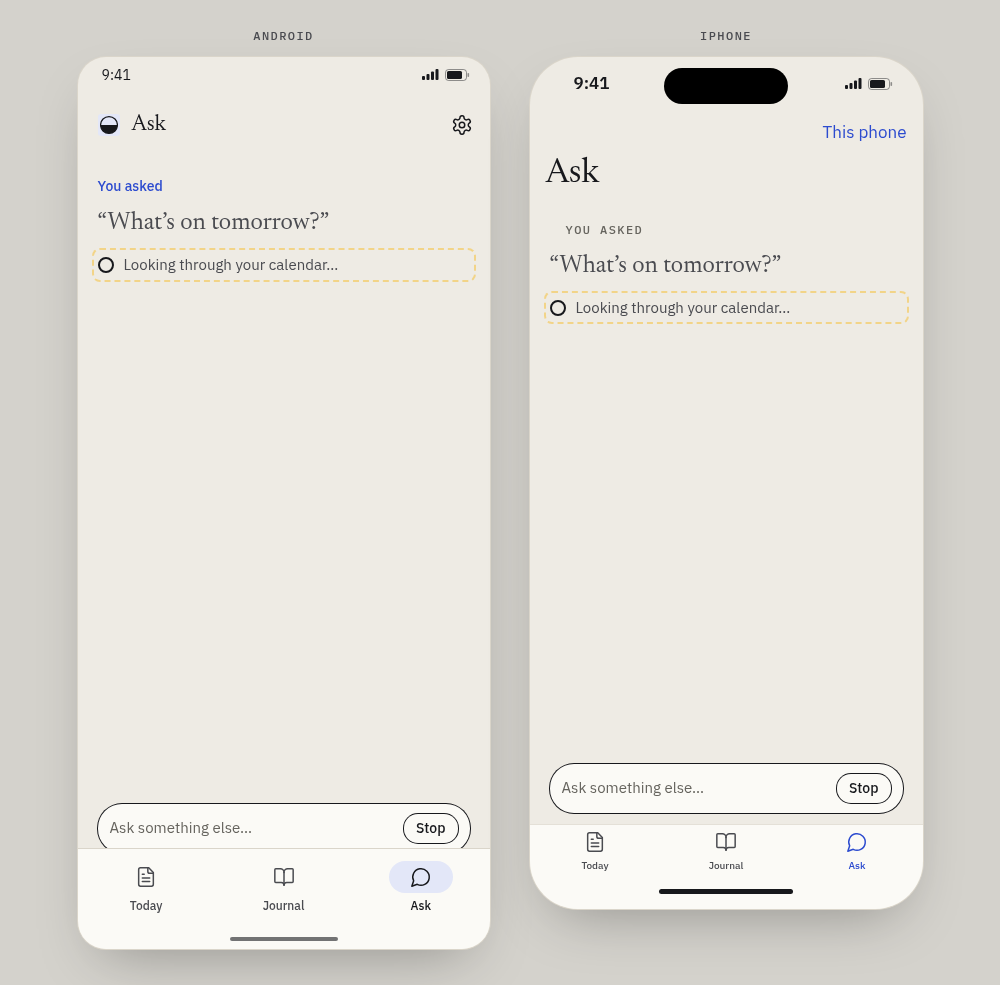 ANDROID
9:41
Ask
You asked
“What’s on tomorrow?”
Looking through your calendar…
Ask something else…
Stop
Today
Journal
Ask
IPHONE
9:41
This phone
Ask
YOU ASKED
“What’s on tomorrow?”
Looking through your calendar…
Ask something else…
Stop
Today
Journal
Ask